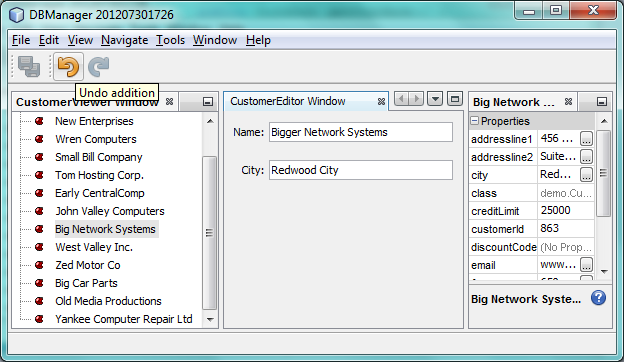 DBManager 201207301726
File Edit View Navigate Tools Window Help
Undo addition
CustomerViewer Window
New Enterprises
Wren Computers
Small Bill Company
Tom Hosting Corp.
Early CentralComp
John Valley Computers
Big Network Systems
West Valley Inc.
Zed Motor Co
Big Car Parts
Old Media Productions
Yankee Computer Repair Ltd
CustomerEditor Window
Name: Bigger Network Systems
City: Redwood City
Big Network ...
Properties
addressline1 456 ...
addressline2 Suite...
city Red...
class demo.Cu...
creditLimit 25000
customerId 863
discountCode (No Prop...
email www...
Big Network Syste...